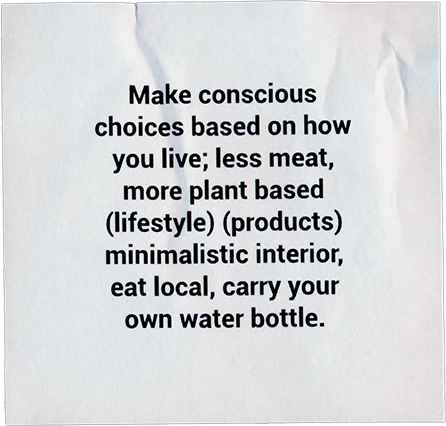 Make conscious
choices based on how
you live; less meat,
more plant based
(lifestyle) (products)
minimalistic interior,
eat local, carry your
own water bottle.